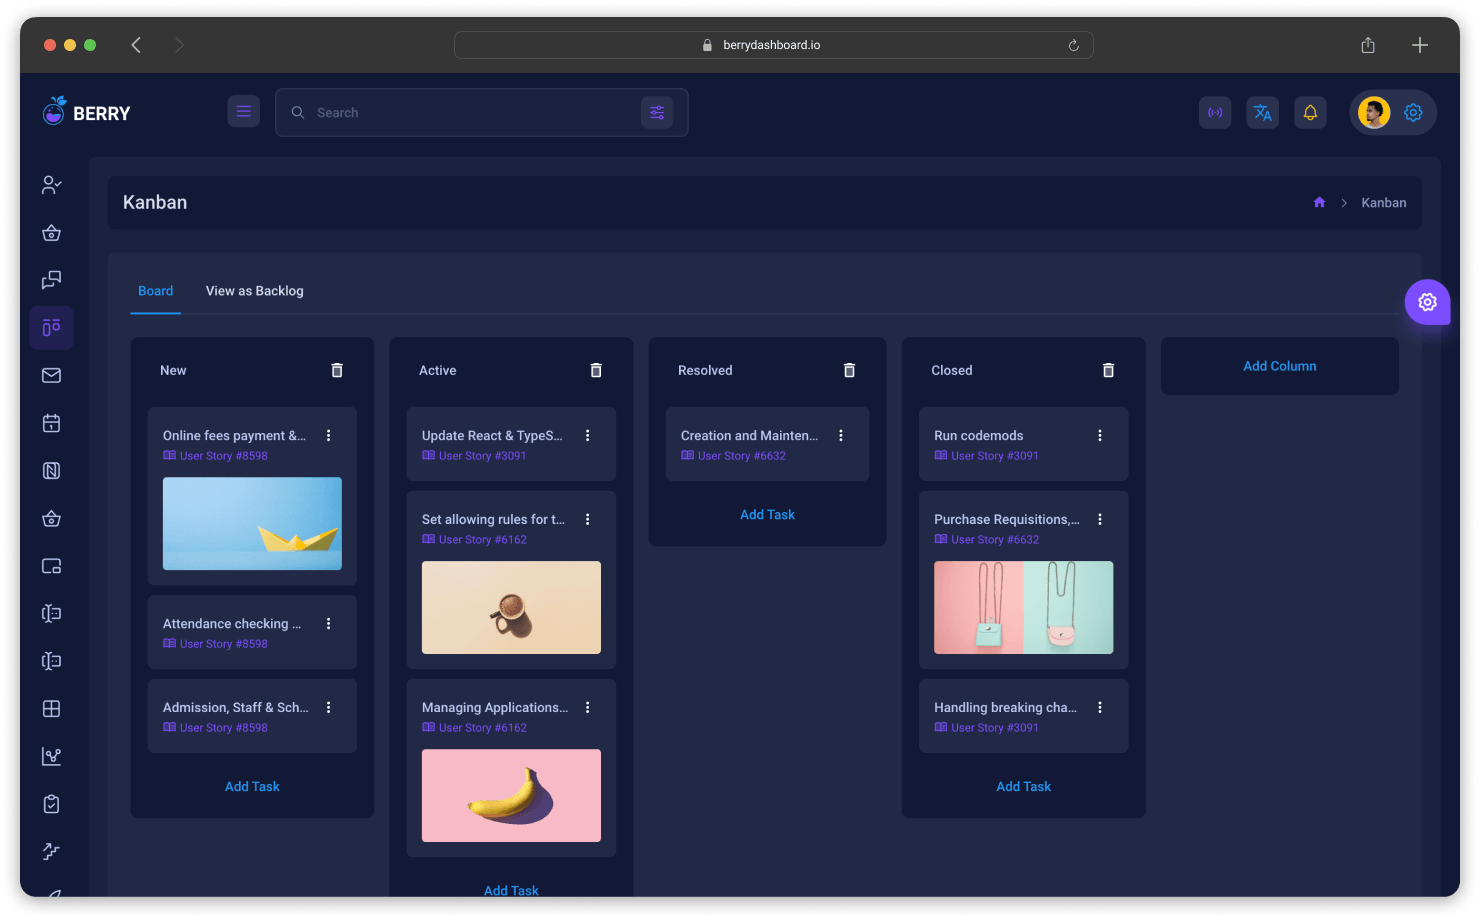 berrydashboard.io
BERRY
Search
Kanban
Kanban
Board
View as Backlog
New
Online fees payment &...
User Story #8598
Attendance checking ...
User Story #8598
Admission, Staff & Sch...
User Story #8598
Add Task
Active
Update React & TypeS...
User Story #3091
Set allowing rules for t...
User Story #6162
Managing Applications...
User Story #6162
Add Task
Resolved
Creation and Mainten...
User Story #6632
Add Task
Closed
Run codemods
User Story #3091
Purchase Requisitions,...
User Story #6632
Handling breaking cha...
User Story #3091
Add Task
Add Column